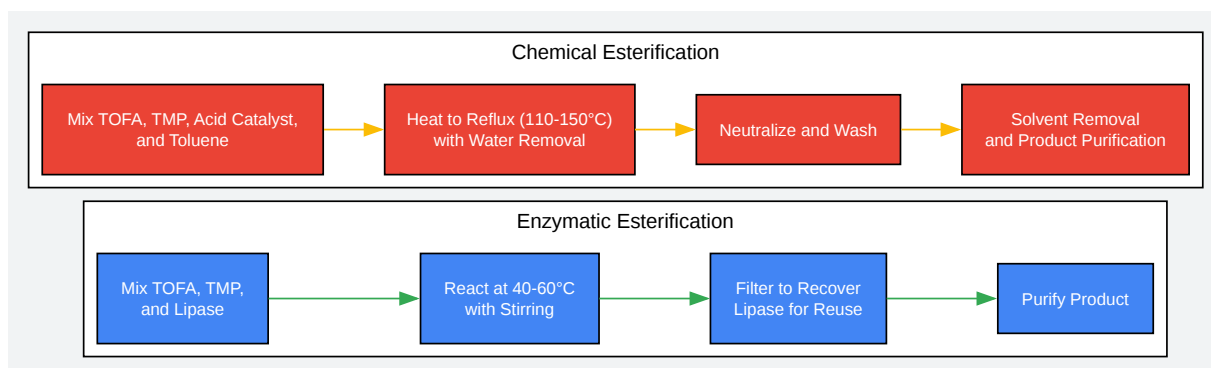 Chemical Esterification
Mix TOFA, TMP, Acid Catalyst,
and Toluene
Heat to Reflux (110-150°C)
with Water Removal
Neutralize and Wash
Solvent Removal
and Product Purification
Enzymatic Esterification
Mix TOFA, TMP,
and Lipase
React at 40-60°C
with Stirring
Filter to Recover
Lipase for Reuse
Purify Product